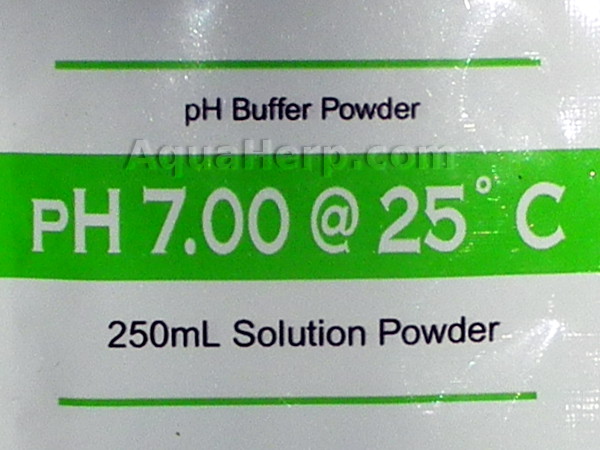 pH Buffer Powder
AquaHerp.com
pH 7.00 @ 25° C
250mL Solution Powder